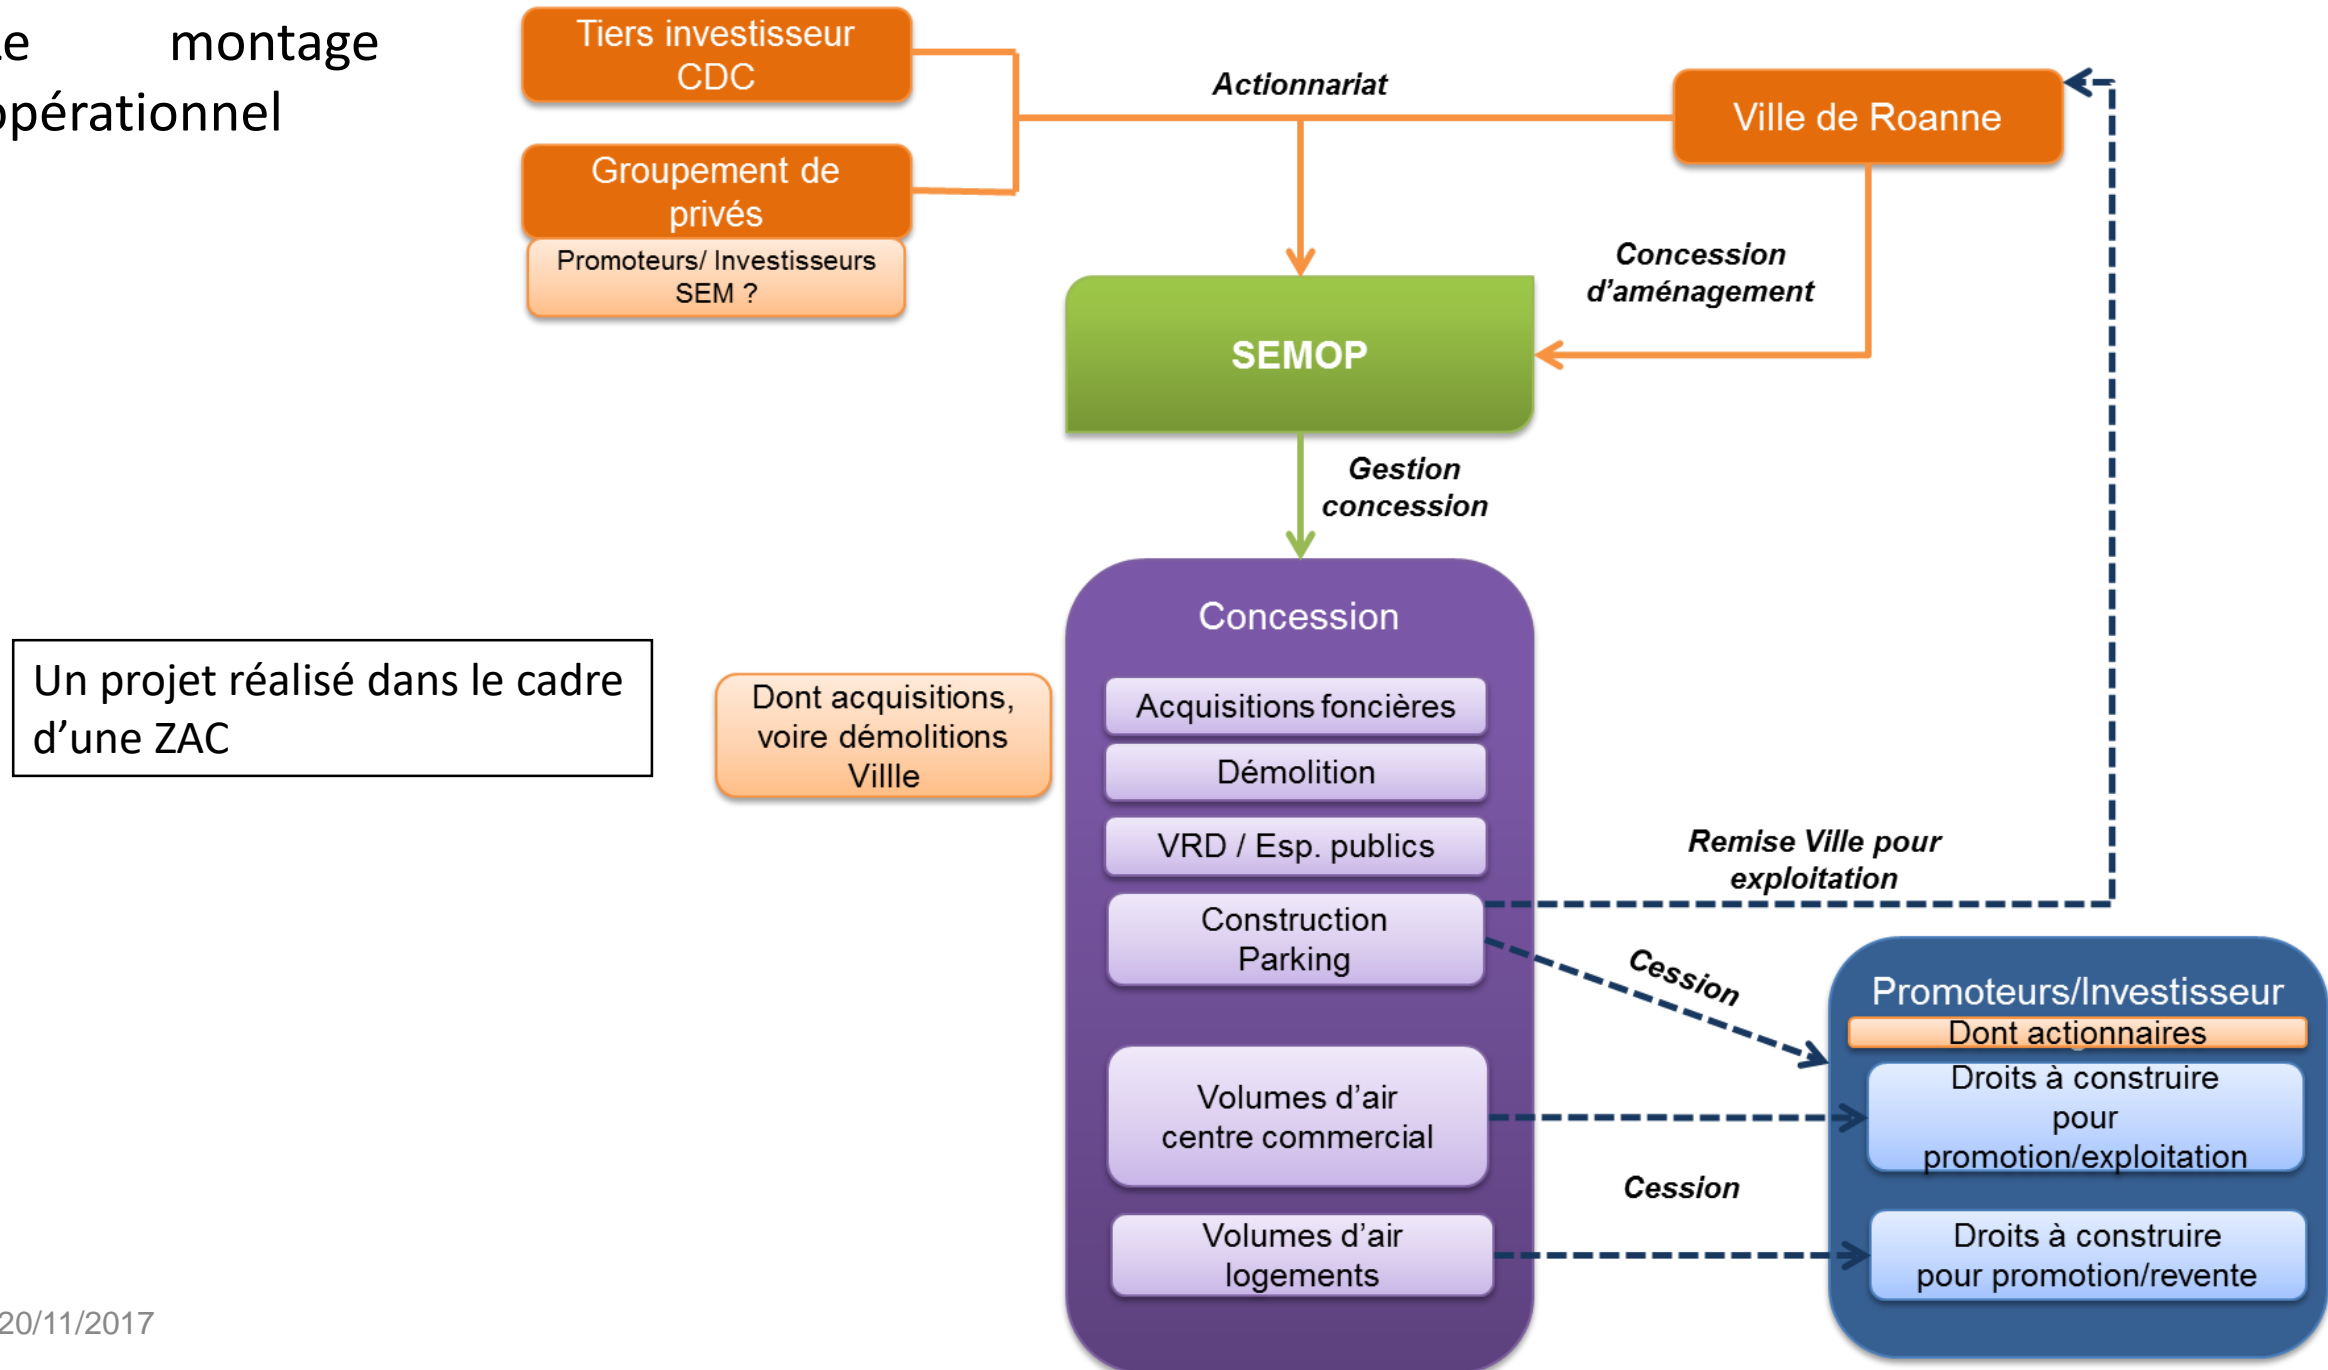 Le montage
opérationnel
Tiers investisseur
CDC
Groupement de
privés
Promoteurs/ Investisseurs
SEM ?
Actionnariat
Ville de Roanne
Concession
d’aménagement
SEMOP
Gestion
concession
Un projet réalisé dans le cadre
d’une ZAC
Dont acquisitions,
voire démolitions
Villle
Concession
Acquisitions foncières
Démolition
VRD / Esp. publics
Construction
Parking
Volumes d’air
centre commercial
Volumes d’air
logements
Remise Ville pour
exploitation
Cession
Cession
Promoteurs/Investisseur
Dont actionnaires
Droits à construire
pour
promotion/exploitation
Droits à construire
pour promotion/revente
20/11/2017